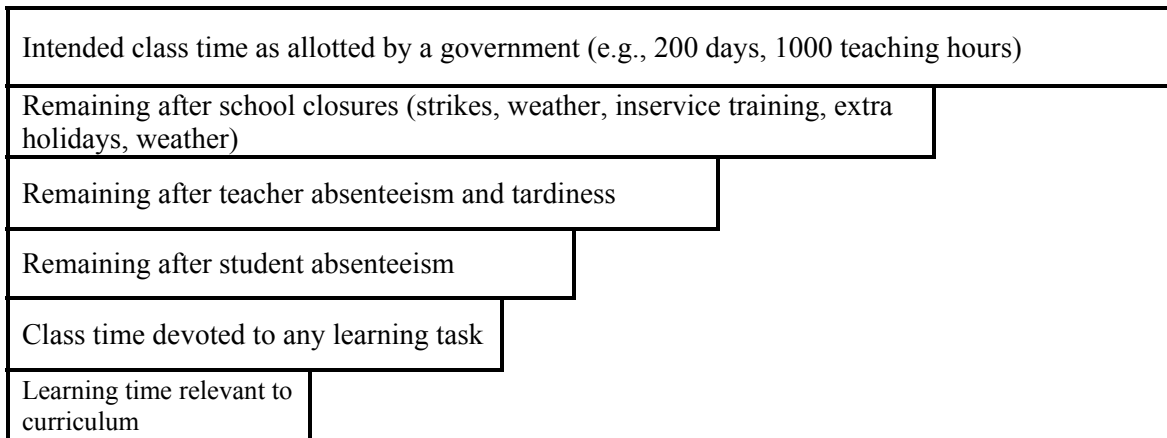 Intended class time as allotted by a government (e.g., 200 days, 1000 teaching hours)
Remaining after school closures (strikes, weather, inservice training, extra
holidays, weather)
Remaining after teacher absenteeism and tardiness
Remaining after student absenteeism
Class time devoted to any learning task
Learning time relevant to
curriculum